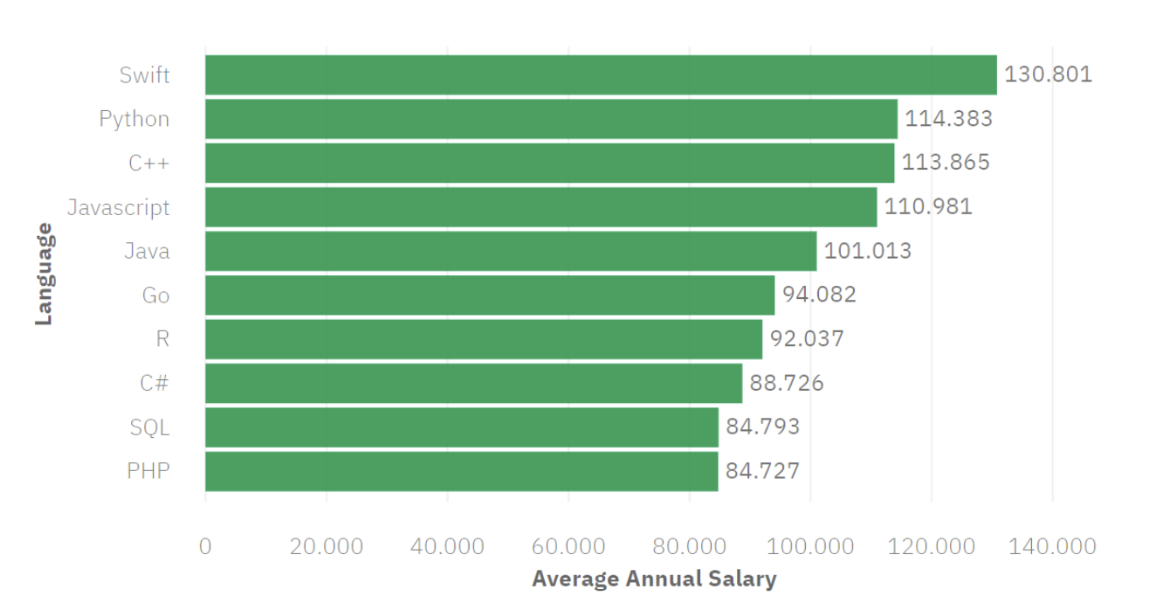 Language
Swift 130.801
Python 114.383
C++ 113.865
Javascript 110.981
Java 101.013
Go 94.082
R 92.037
C# 88.726
SQL 84.793
PHP 84.727
0 20.000 40.000 60.000 80.000 100.000 120.000 140.000
Average Annual Salary